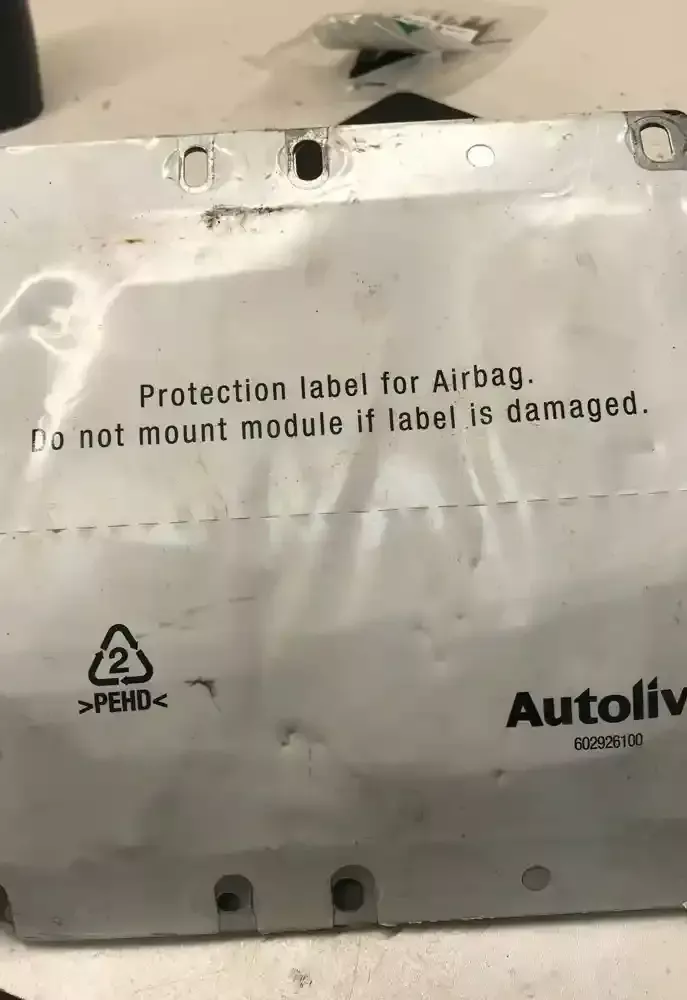 Protection label for Airbag.
Do not mount module if label is damaged.
2
>PEHD<
Autoliv
602926100